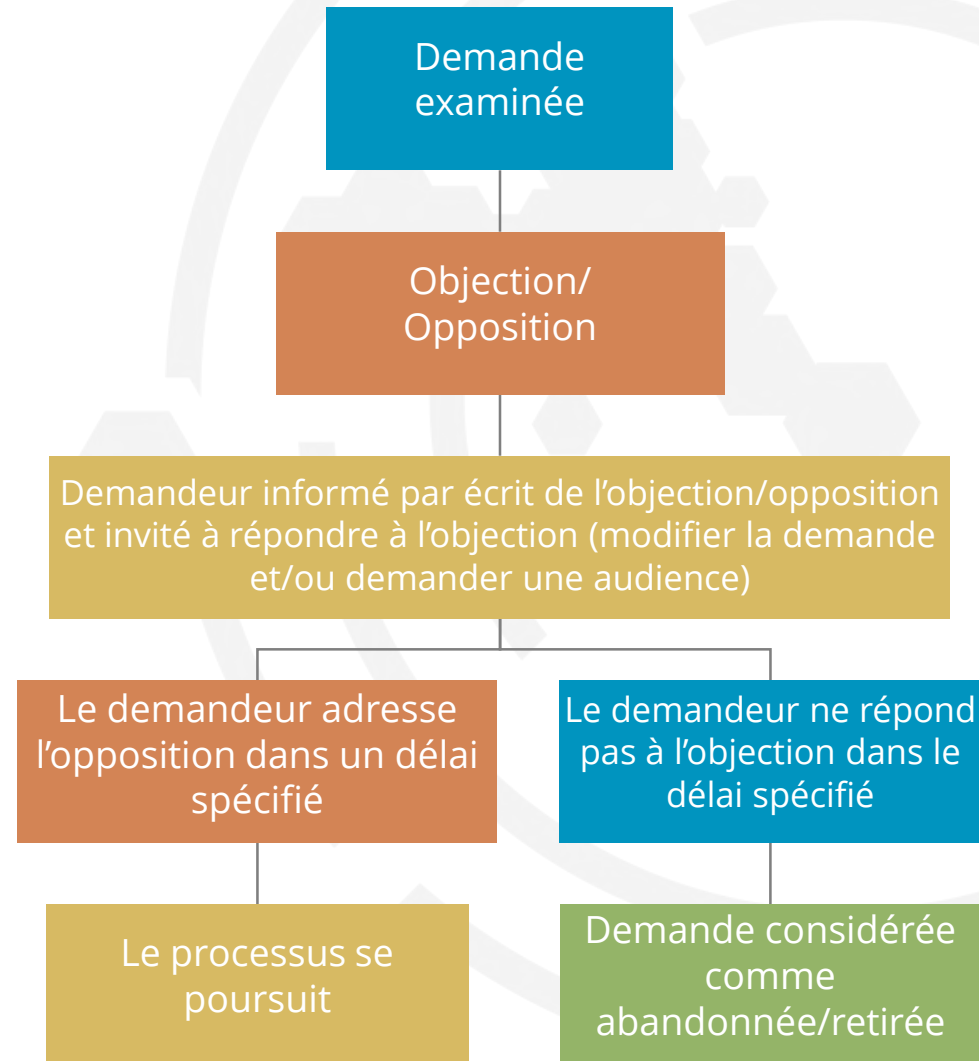 Demande
examinée
Objection/
Opposition
Demandeur informé par écrit de l’objection/opposition
et invité à répondre à l’objection (modifier la demande
et/ou demander une audience)
Le demandeur adresse
l’opposition dans un délai
spécifié
Le demandeur ne répond
pas à l’objection dans le
délai spécifié
Le processus se
poursuit
Demande considérée
comme
abandonnée/retirée